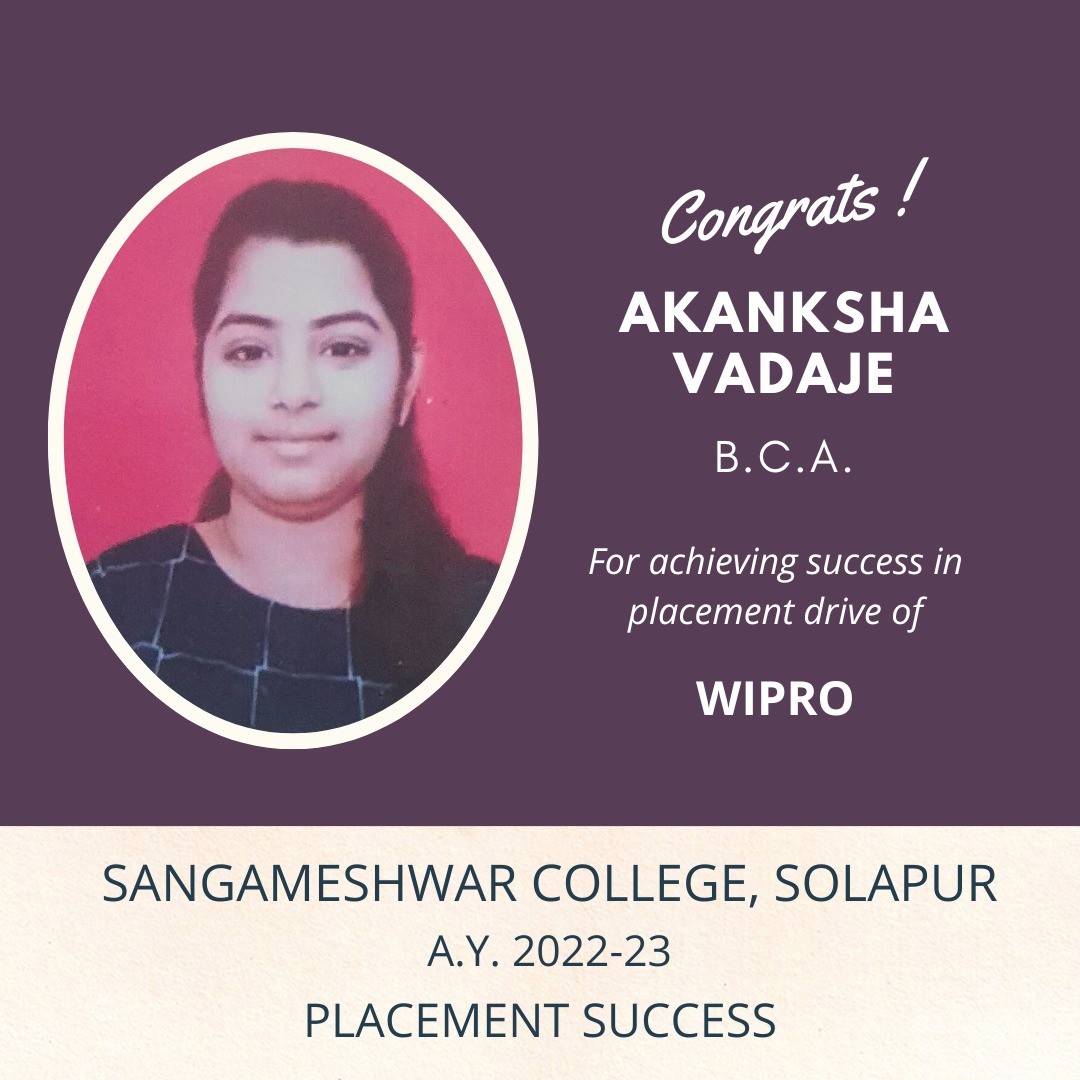 Congrats !
AKANKSHA
VADAJE
B.C.A.
For achieving success in
placement drive of
WIPRO
SANGAMESHWAR COLLEGE, SOLAPUR
A.Y. 2022-23
PLACEMENT SUCCESS